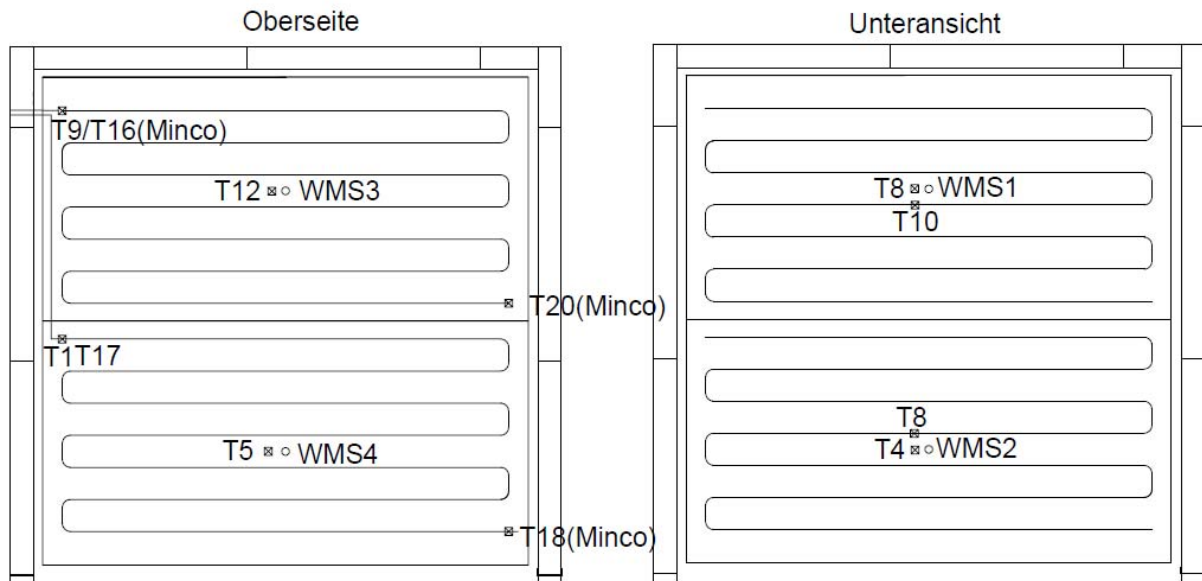 Oberseite
T9/T16(Minco)
T12 WMS3
T20(Minco)
T1T17
T5 WMS4
T18(Minco)
Unteransicht
T8 WMS1
T10
T8
T4 WMS2